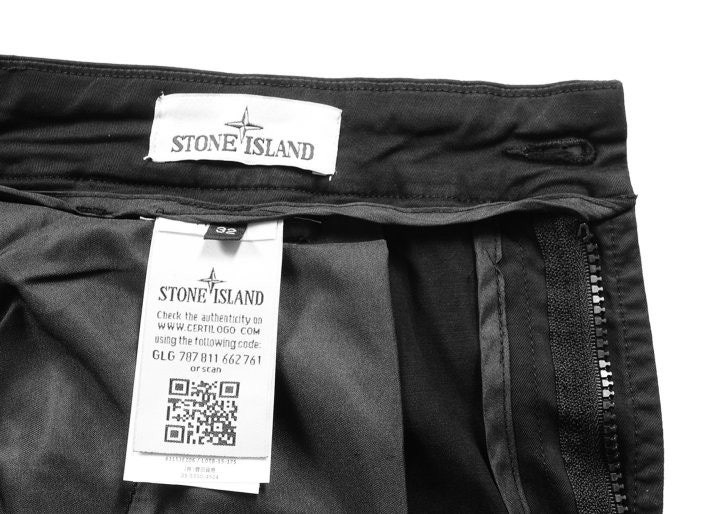 STONE ISLAND
32
STONE ISLAND
Check the authenticity on
WWW.CERTILOGO COM
using the following code:
GLG 787 811 662 761
or scan